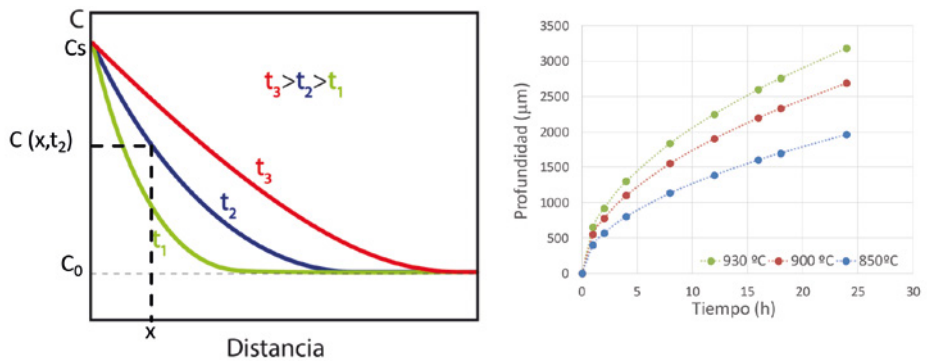 C
Cs
t3>t2>t1
C (x,t2)
t3
t2
t1
C0
x
Distancia
Profundidad (µm)
3500
3000
2500
2000
1500
1000
500
0
0 5 10 15 20 25 30
930 ºC 900 ºC 850ºC
Tiempo (h)